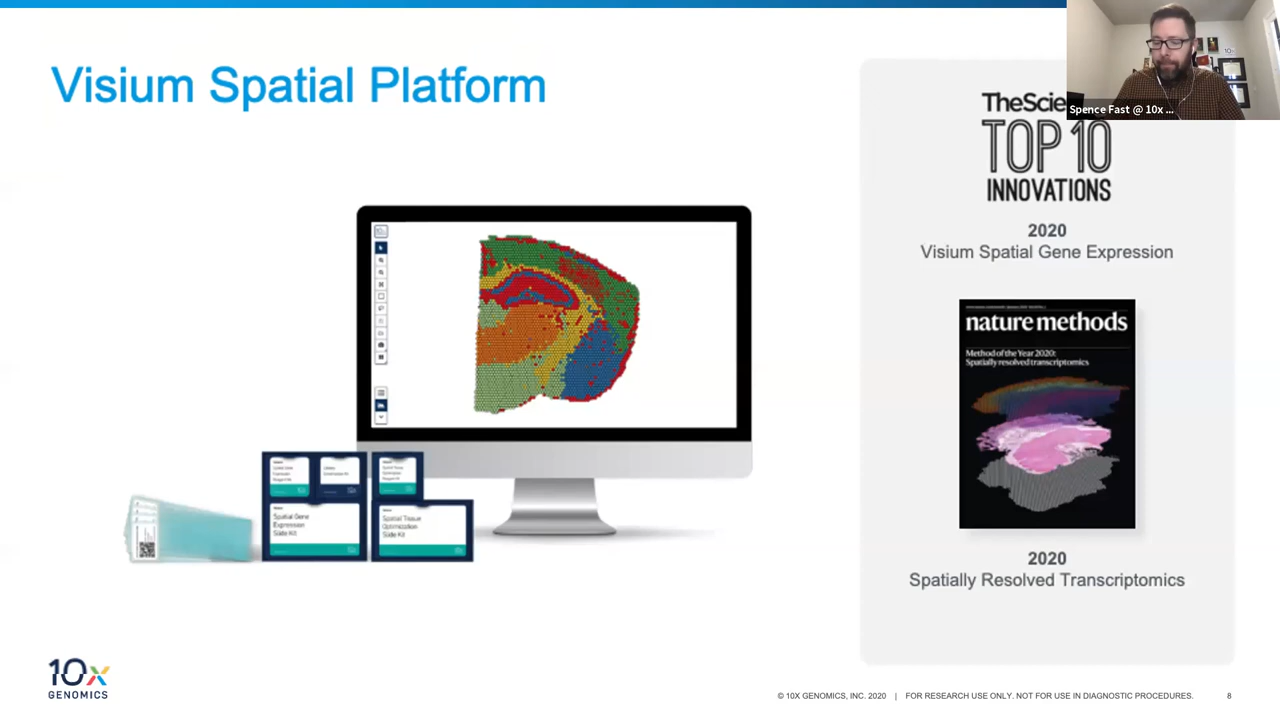 Visium Spatial Platform
Spence Fast @ 10x ...
TheScie
TOP 10
INNOVATIONS
2020
Visium Spatial Gene Expression
nature methods
Method of the Year 2020:
Spatially resolved transcriptomics
2020
Spatially Resolved Transcriptomics
Spatial Gene
Expression
Slide Kit
Spatial Tissue
Optimization
Slide Kit
10x
GENOMICS
© 10X GENOMICS, INC. 2020 | FOR RESEARCH USE ONLY. NOT FOR USE IN DIAGNOSTIC PROCEDURES.
8